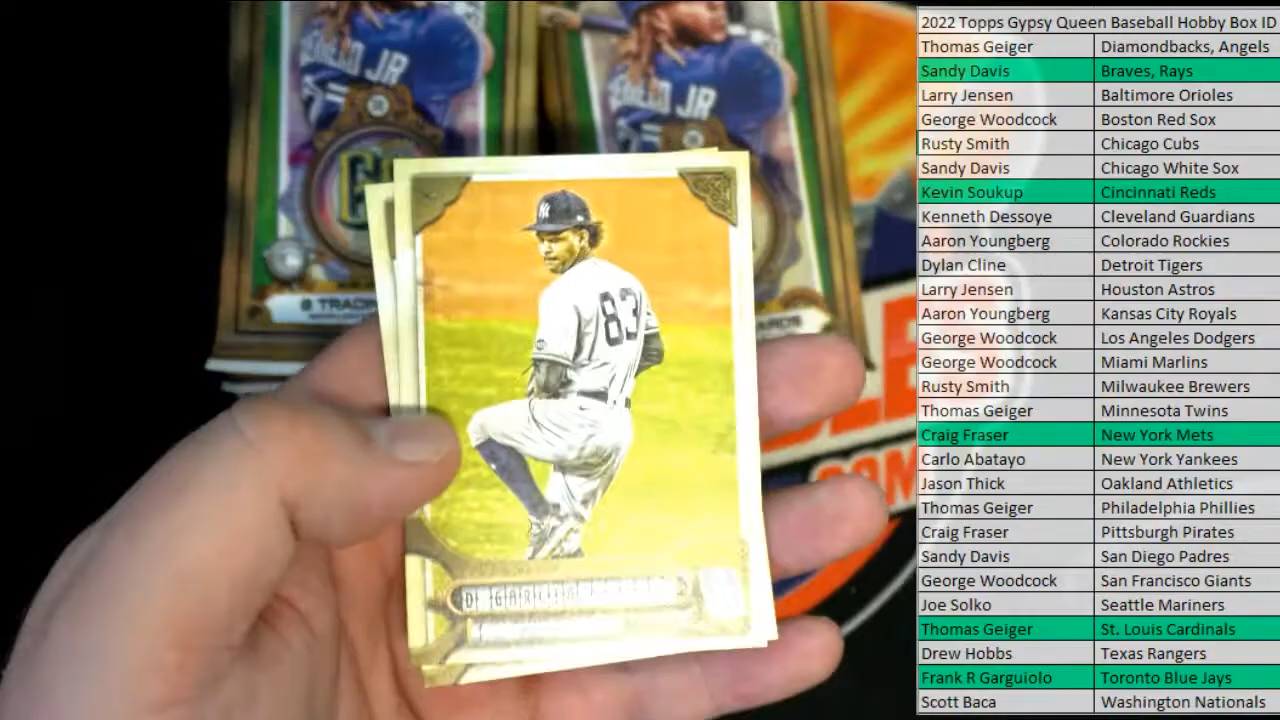 2022 Topps Gypsy Queen Baseball Hobby Box ID
Thomas Geiger Diamondbacks, Angels
Sandy Davis Braves, Rays
Larry Jensen Baltimore Orioles
George Woodcock Boston Red Sox
Rusty Smith Chicago Cubs
Sandy Davis Chicago White Sox
Kevin Soukup Cincinnati Reds
Kenneth Dessoye Cleveland Guardians
Aaron Youngberg Colorado Rockies
Dylan Cline Detroit Tigers
Larry Jensen Houston Astros
Aaron Youngberg Kansas City Royals
George Woodcock Los Angeles Dodgers
George Woodcock Miami Marlins
Rusty Smith Milwaukee Brewers
Thomas Geiger Minnesota Twins
Craig Fraser New York Mets
Carlo Abatayo New York Yankees
Jason Thick Oakland Athletics
Thomas Geiger Philadelphia Phillies
Craig Fraser Pittsburgh Pirates
Sandy Davis San Diego Padres
George Woodcock San Francisco Giants
Joe Solko Seattle Mariners
Thomas Geiger St. Louis Cardinals
Drew Hobbs Texas Rangers
Frank R Garguiolo Toronto Blue Jays
Scott Baca Washington Nationals
JR
JR
83